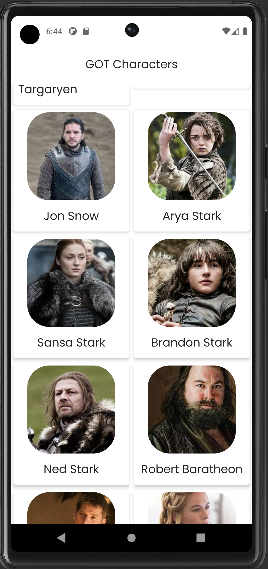 6:44
GOT Characters
Targaryen
Jon Snow
Arya Stark
Sansa Stark
Brandon Stark
Ned Stark
Robert Baratheon